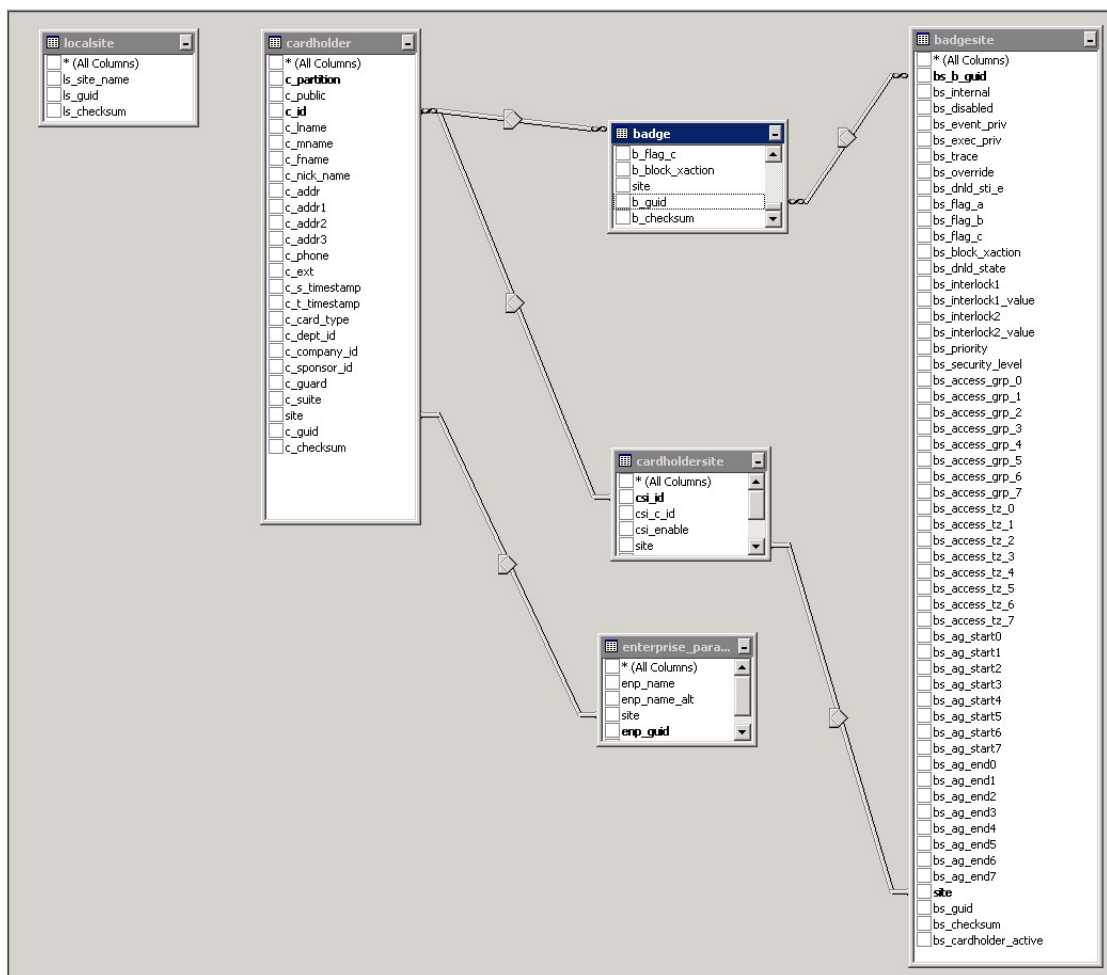 localsite
* (All Columns)
ls_site_name
ls_guid
ls_checksum
cardholder
* (All Columns)
c_partition
c_public
c_id
c_lname
c_mname
c_fname
c_nick_name
c_addr
c_addr1
c_addr2
c_addr3
c_phone
c_ext
c_s_timestamp
c_t_timestamp
c_card_type
c_dept_id
c_company_id
c_sponsor_id
c_guard
c_suite
site
c_guid
c_checksum
badge
b_flag_c
b_block_xaction
site
b_guid
b_checksum
cardholdersite
* (All Columns)
csi_id
csi_c_id
csi_enable
site
enterprise_para...
* (All Columns)
enp_name
enp_name_alt
site
enp_guid
badgesite
* (All Columns)
bs_b_guid
bs_internal
bs_disabled
bs_event_priv
bs_exec_priv
bs_trace
bs_override
bs_dnld_sti_e
bs_flag_a
bs_flag_b
bs_flag_c
bs_block_xaction
bs_dnld_state
bs_interlock1
bs_interlock1_value
bs_interlock2
bs_interlock2_value
bs_priority
bs_security_level
bs_access_grp_0
bs_access_grp_1
bs_access_grp_2
bs_access_grp_3
bs_access_grp_4
bs_access_grp_5
bs_access_grp_6
bs_access_grp_7
bs_access_tz_0
bs_access_tz_1
bs_access_tz_2
bs_access_tz_3
bs_access_tz_4
bs_access_tz_5
bs_access_tz_6
bs_access_tz_7
bs_ag_start0
bs_ag_start1
bs_ag_start2
bs_ag_start3
bs_ag_start4
bs_ag_start5
bs_ag_start6
bs_ag_start7
bs_ag_end0
bs_ag_end1
bs_ag_end2
bs_ag_end3
bs_ag_end4
bs_ag_end5
bs_ag_end6
bs_ag_end7
site
bs_guid
bs_checksum
bs_cardholder_active